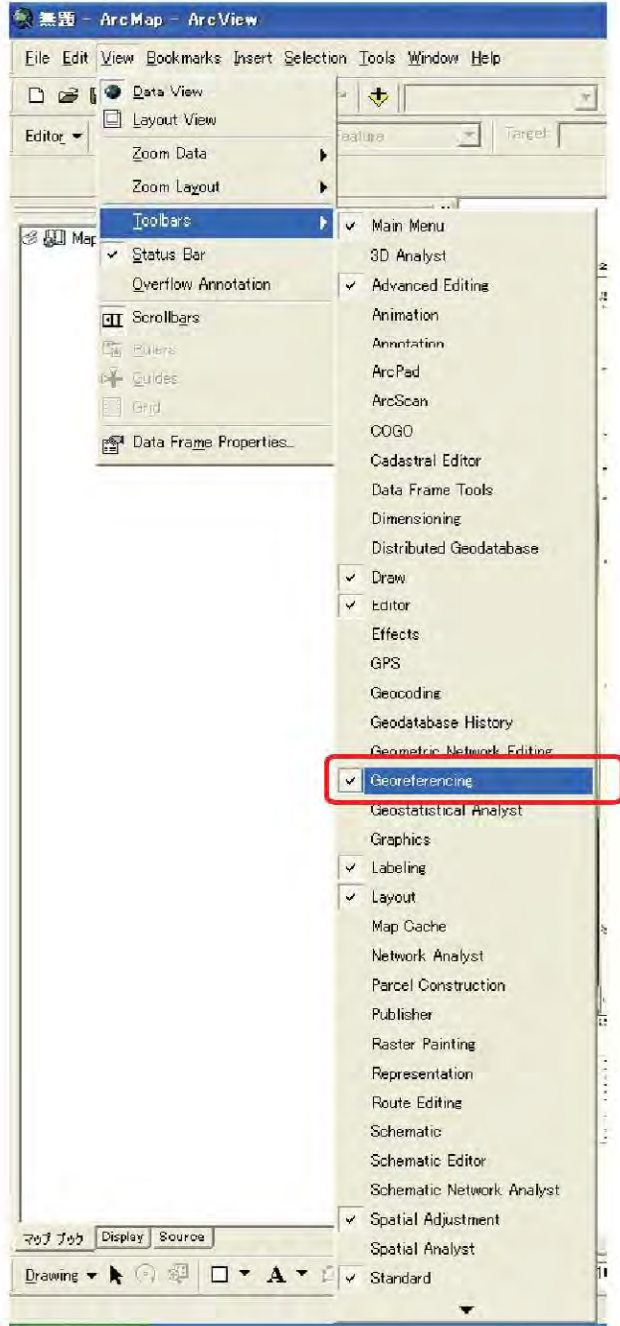 無題 - ArcMap - ArcView
File Edit View Bookmarks Insert Selection Tools Window Help
Data View
Layout View
Editor
Target:
Zoom Data
Zoom Layout
Toolbars
Map
Status Bar
Overflow Annotation
Scrollbars
Rulers
Guides
Grid
Data Frame Properties...
Main Menu
3D Analyst
Advanced Editing
Animation
Annotation
ArcPad
ArcScan
COGO
Cadastral Editor
Data Frame Tools
Dimensioning
Distributed Geodatabase
Draw
Editor
Effects
GPS
Geocoding
Geodatabase History
Geometric Network Editing
Georeferencing
Geostatistical Analyst
Graphics
Labeling
Layout
Map Cache
Network Analyst
Parcel Construction
Publisher
Raster Painting
Representation
Route Editing
Schematic
Schematic Editor
Schematic Network Analyst
Spatial Adjustment
Spatial Analyst
Standard
マップ ブック Display Source
Drawing A